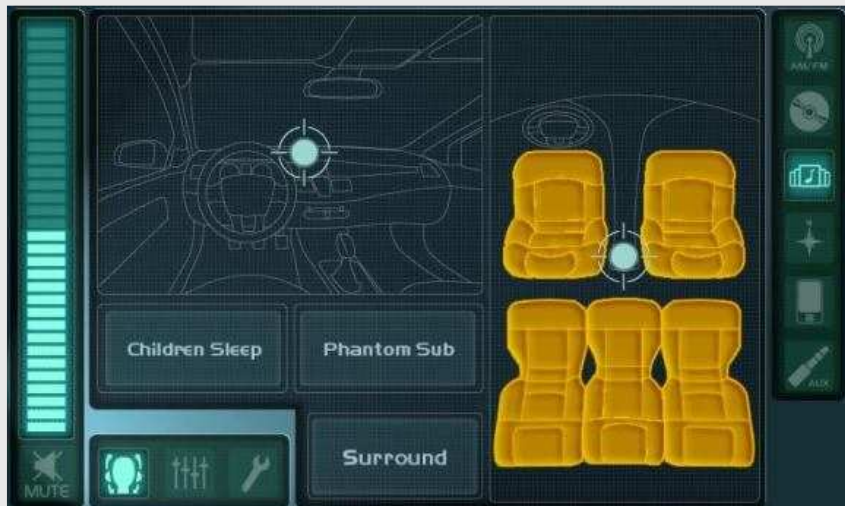 AM/FM
Children Sleep
Phantom Sub
AUX
Surround
MUTE